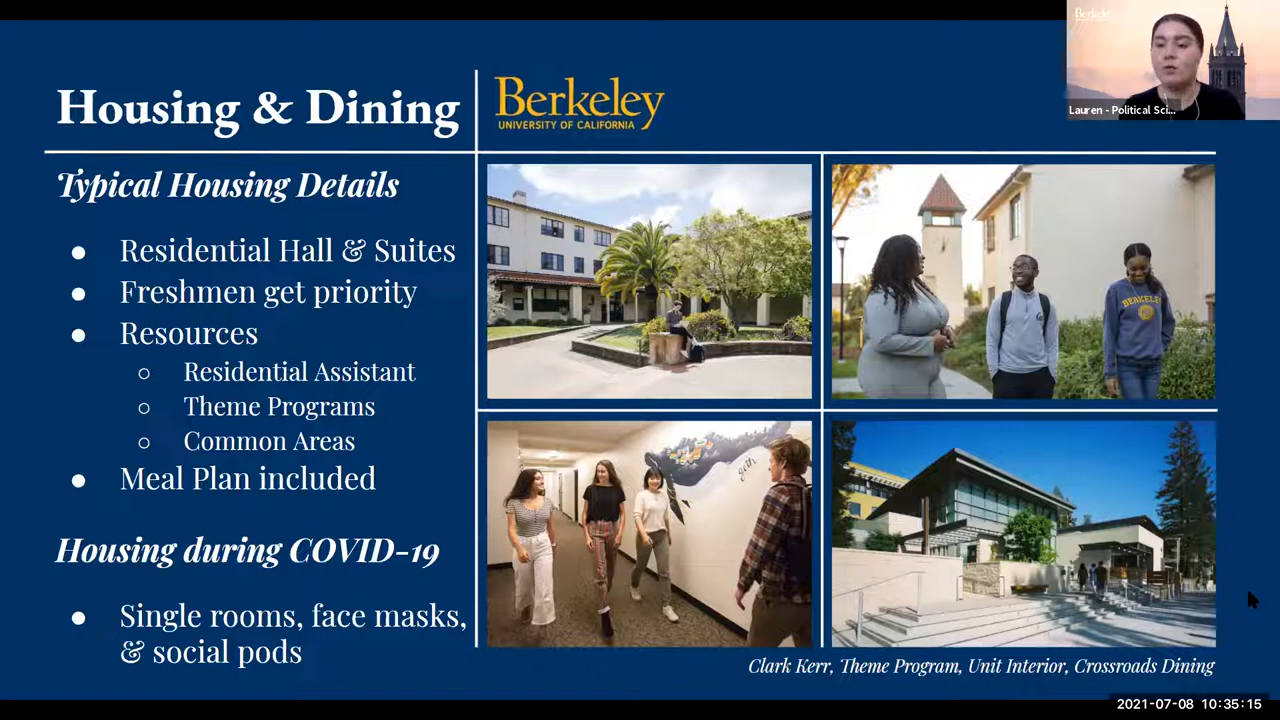 Berkeley
Lauren - Political Sci...
Housing & Dining
Berkeley
UNIVERSITY OF CALIFORNIA
Typical Housing Details
● Residential Hall & Suites
● Freshmen get priority
● Resources
○ Residential Assistant
○ Theme Programs
○ Common Areas
● Meal Plan included
Housing during COVID-19
● Single rooms, face masks,
& social pods
BERKELEY
Clark Kerr, Theme Program, Unit Interior, Crossroads Dining
2021-07-08 10:35:15